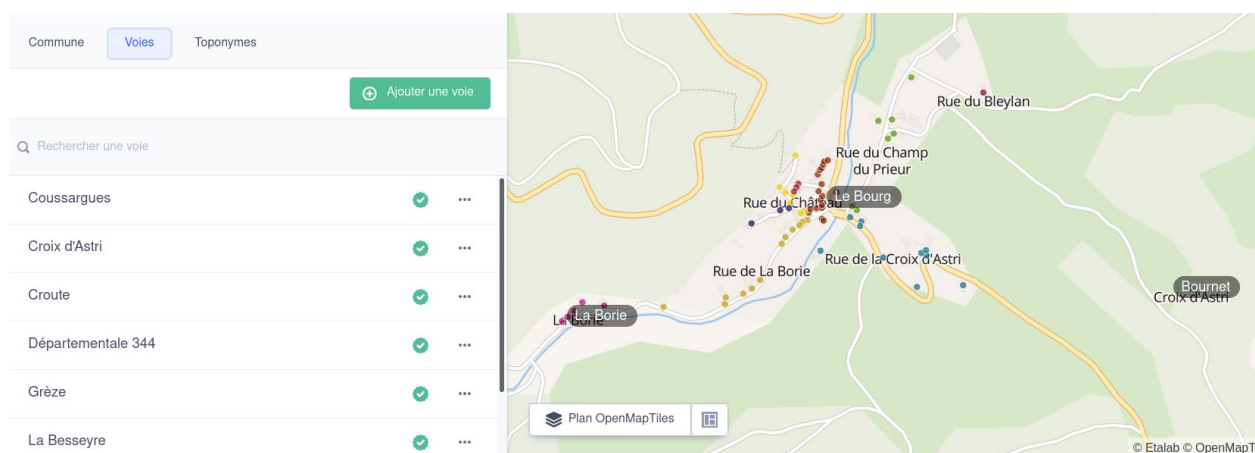 Commune
Voies
Toponymes
Ajouter une voie
Rechercher une voie
Coussargues
Croix d'Astri
Croute
Départementale 344
Grèze
La Besseyre
Rue du Bleylan
Rue du Champ
du Prieur
Le Bourg
Rue du Château
Rue de la Croix d'Astri
Rue de La Borie
Bournet
Croix d'Astri
La Borie
La Borie
Plan OpenMapTiles
© Etalab © OpenMapT